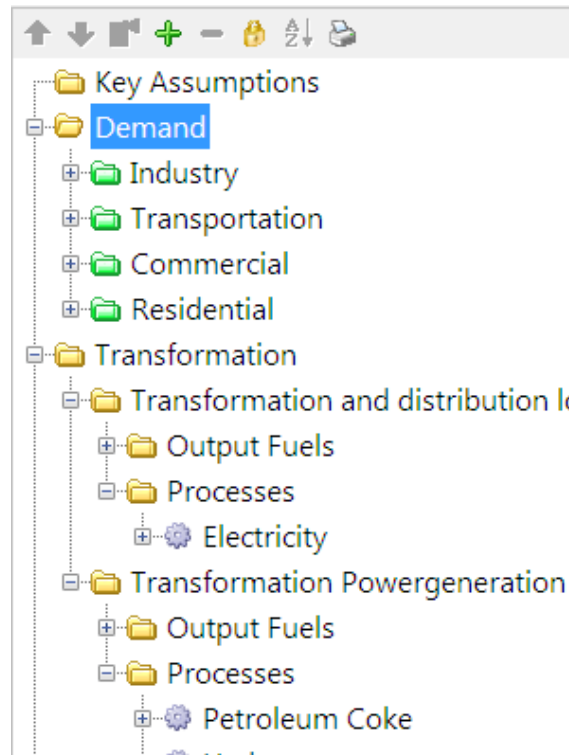 Key Assumptions
Demand
Industry
Transportation
Commercial
Residential
Transformation
Transformation and distribution
Output Fuels
Processes
Electricity
Transformation Powergeneration
Output Fuels
Processes
Petroleum Coke